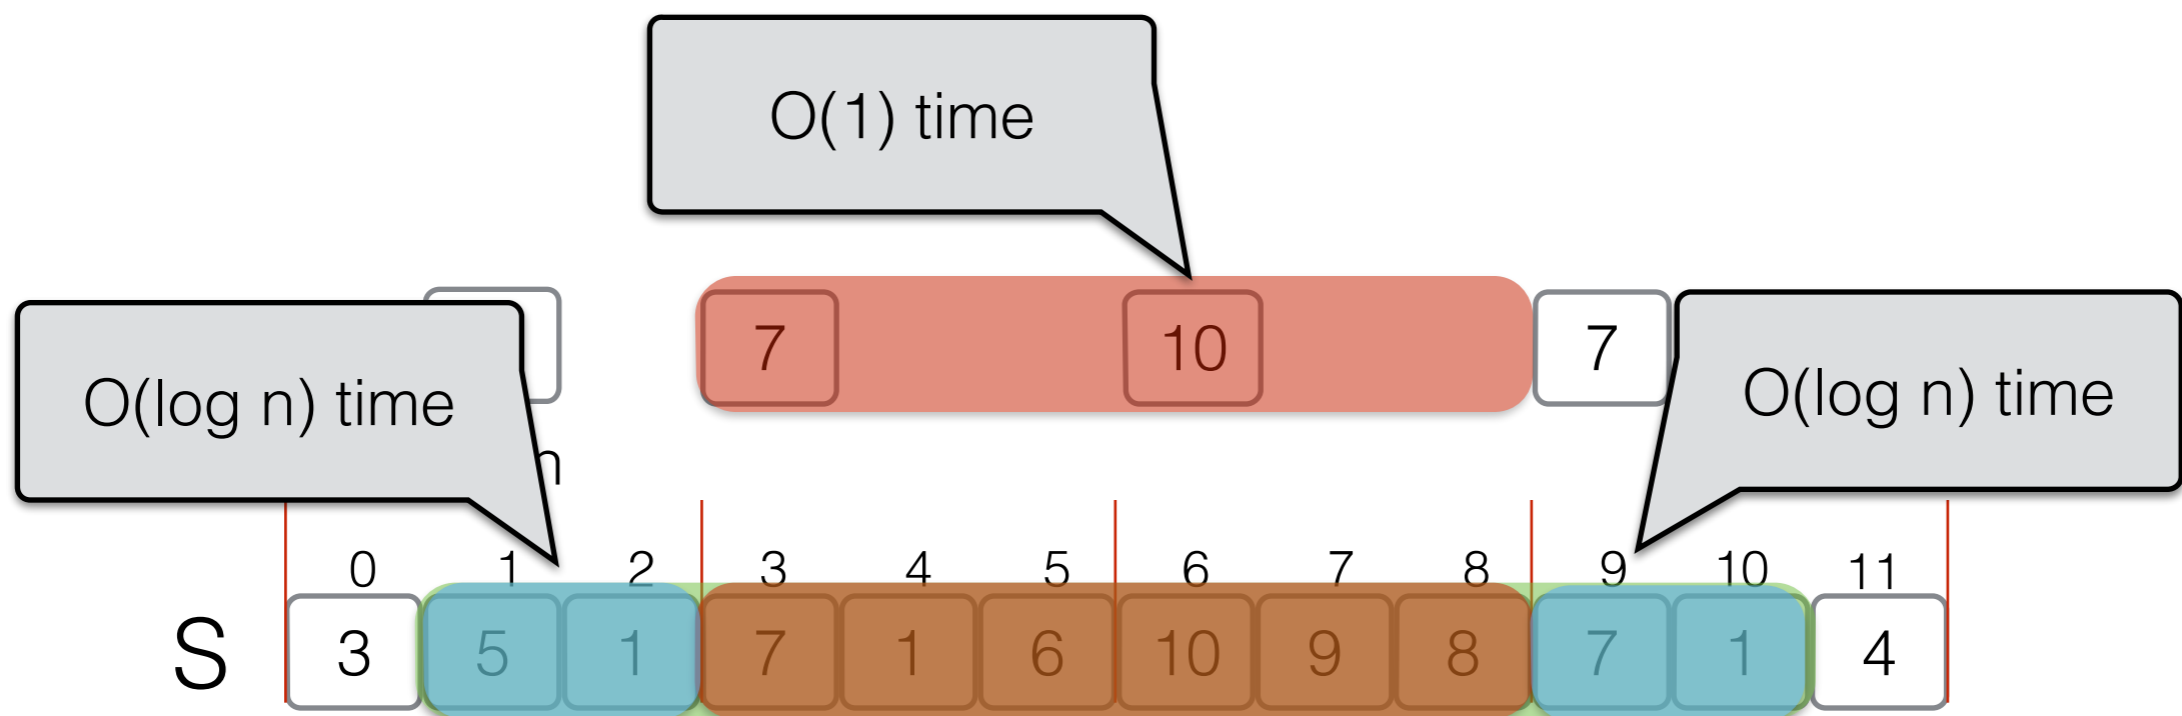 O(1) time
7 10 7
O(log n) time
O(log n) time
n
0 1 2 3 4 5 6 7 8 9 10 11
S 3 5 1 7 1 6 10 9 8 7 1 4